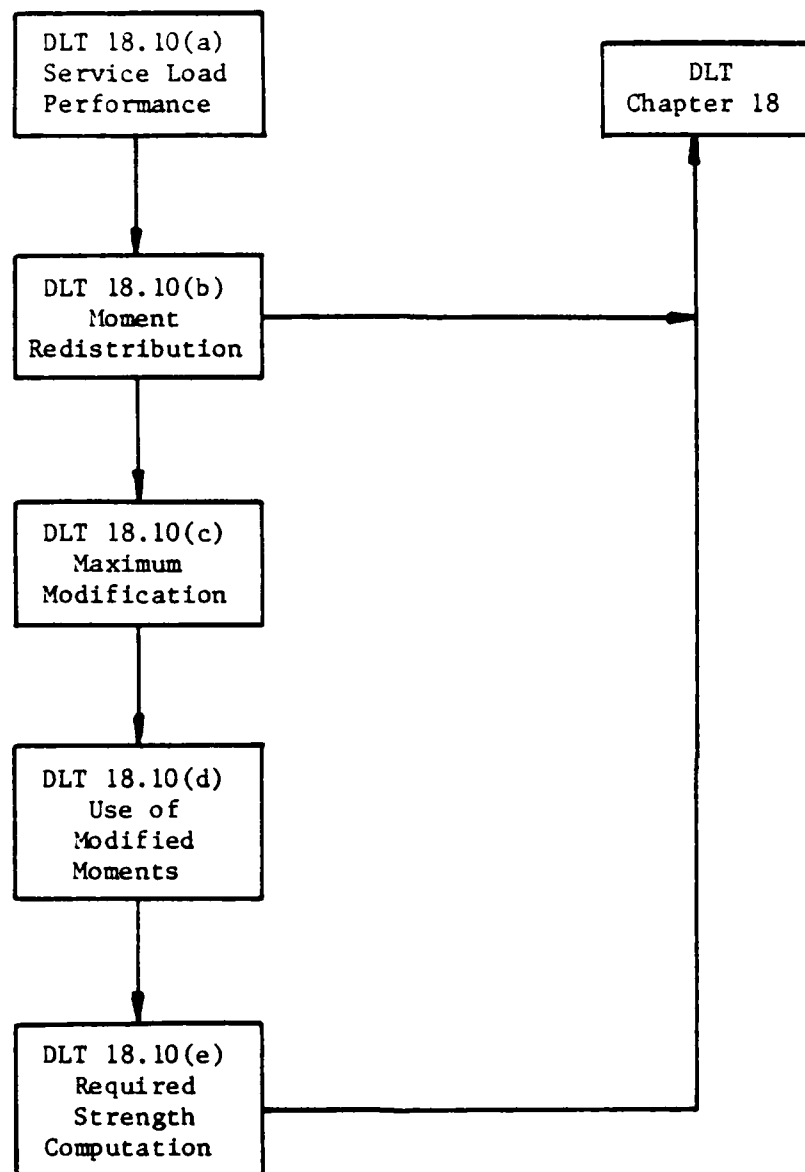 DLT 18.10(a)
Service Load
Performance
DLT
Chapter 18
DLT 18.10(b)
Moment
Redistribution
DLT 18.10(c)
Maximum
Modification
DLT 18.10(d)
Use of
Modified
Moments
DLT 18.10(e)
Required
Strength
Computation